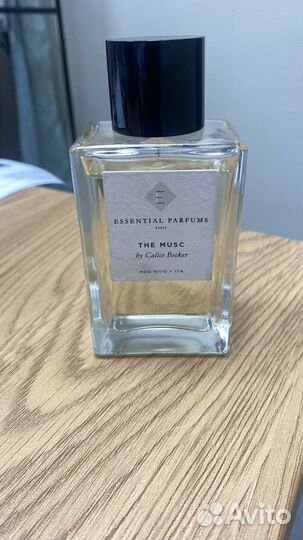 E
ESSENTIAL PARFUMS
PARIS
THE MUSC
by Calice Becker
Avito